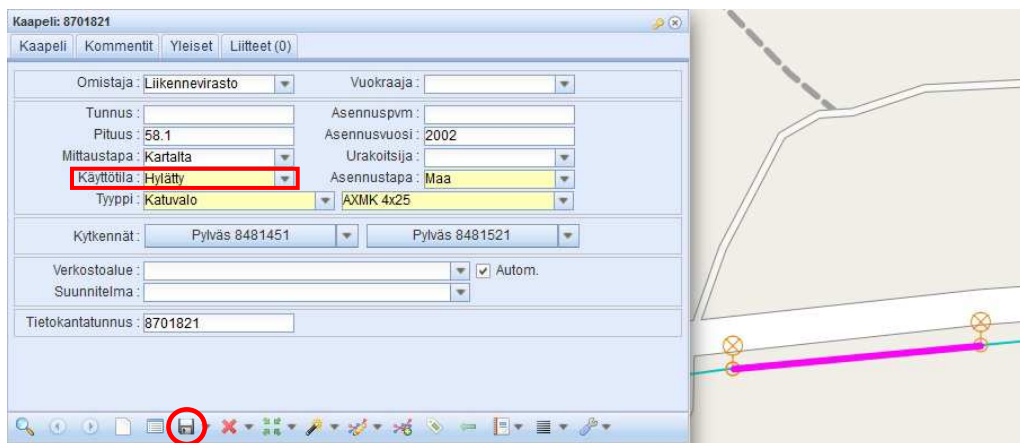 Kaapeli: 8701821
Kaapeli Kommentit Yleiset Liitteet (0)
Omistaja : Liikennevirasto Vuokraaja :
Tunnus : Asennuspvm :
Pituus : 58.1 Asennusvuosi : 2002
Mittaustapa : Kartalta Urakoitsija :
Käyttötila : Hylätty Asennustapa : Maa
Tyyppi : Katuvalo AXMK 4x25
Kytkennät : Pylväs 8481451 Pylväs 8481521
Verkostoalue : Autom.
Suunnitelma :
Tietokantatunnus : 8701821